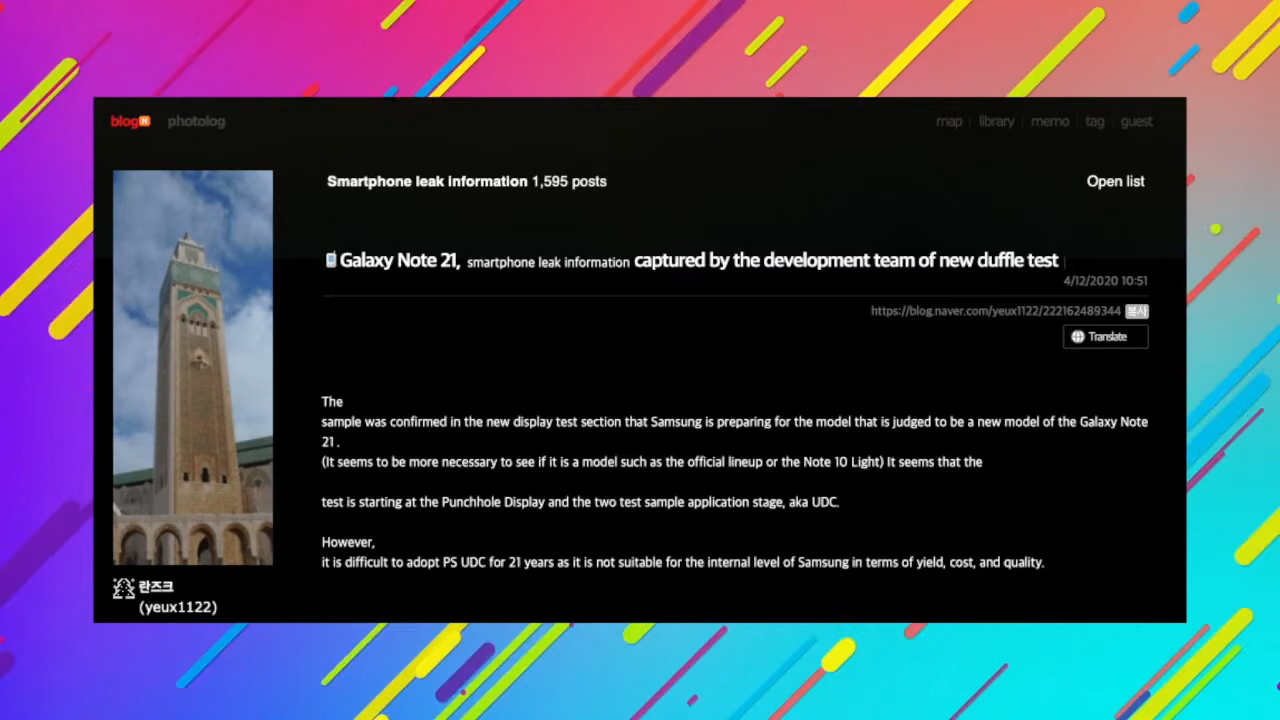 blog N photolog
map library memo tag guest
Smartphone leak information 1,595 posts
Open list
Galaxy Note 21, smartphone leak information captured by the development team of new duffle test
4/12/2020 10:51
https://blog.naver.com/yeux1122/222162489344 복사
Translate
The
sample was confirmed in the new display test section that Samsung is preparing for the model that is judged to be a new model of the Galaxy Note
21 .
(It seems to be more necessary to see if it is a model such as the official lineup or the Note 10 Light) It seems that the
test is starting at the Punchhole Display and the two test sample application stage, aka UDC.
However,
it is difficult to adopt PS UDC for 21 years as it is not suitable for the internal level of Samsung in terms of yield, cost, and quality.
란즈크
(yeux1122)